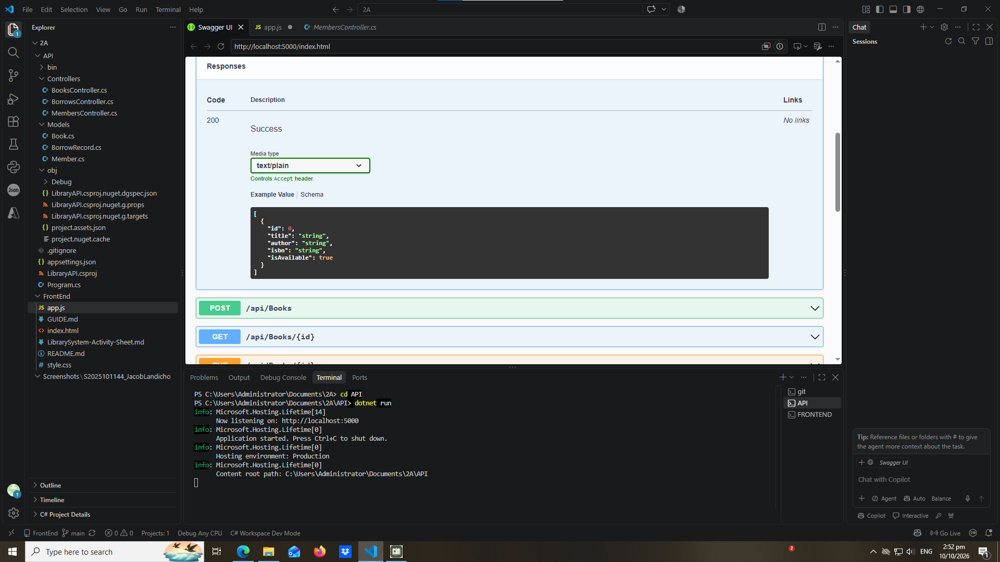 File Edit Selection View Go Run Terminal Help
2A
Explorer
2A
API
bin
Controllers
BooksController.cs
BorrowsController.cs
MembersController.cs
Models
Book.cs
BorrowRecord.cs
Member.cs
obj
Debug
LibraryAPI.csproj.nuget.dgspec.json
LibraryAPI.csproj.nuget.g.props
LibraryAPI.csproj.nuget.g.targets
project.assets.json
project.nuget.cache
.gitignore
appsettings.json
LibraryAPI.csproj
Program.cs
FrontEnd
JS app.js
GUIDE.md
index.html
LibrarySystem-Activity-Sheet.md
README.md
style.css
Screenshots\S2025101144_JacobLandicho
Outline
Timeline
C# Project Details
Json
1
1
Swagger UI
JS app.js
MembersController.cs
http://localhost:5000/index.html
Responses
Code Description Links
200 Success No links
Media type
text/plain
Controls Accept header.
Example Value Schema
[
{
"id": 0,
"title": "string",
"author": "string",
"isbn": "string",
"isAvailable": true
}
]
POST /api/Books
GET /api/Books/{id}
PUT /api/Books/{id}
Problems Output Debug Console Terminal Ports
PS C:\Users\Administrator\Documents\2A> cd API
PS C:\Users\Administrator\Documents\2A\API> dotnet run
info: Microsoft.Hosting.Lifetime[14]
Now listening on: http://localhost:5000
info: Microsoft.Hosting.Lifetime[0]
Application started. Press Ctrl+C to shut down.
info: Microsoft.Hosting.Lifetime[0]
Hosting environment: Production
info: Microsoft.Hosting.Lifetime[0]
Content root path: C:\Users\Administrator\Documents\2A\API
git
API
FRONTEND
Chat
Sessions
Tip: Reference files or folders with # to give
the agent more context about the task.
Swagger UI
Chat with Copilot
Agent Auto Balance
Copilot Interactive
FrontEnd main 0 0 Projects: 1 Debug Any CPU C# Workspace Dev Mode
Go Live
Type here to search
2
ENG
2:52 pm
10/10/2026
1